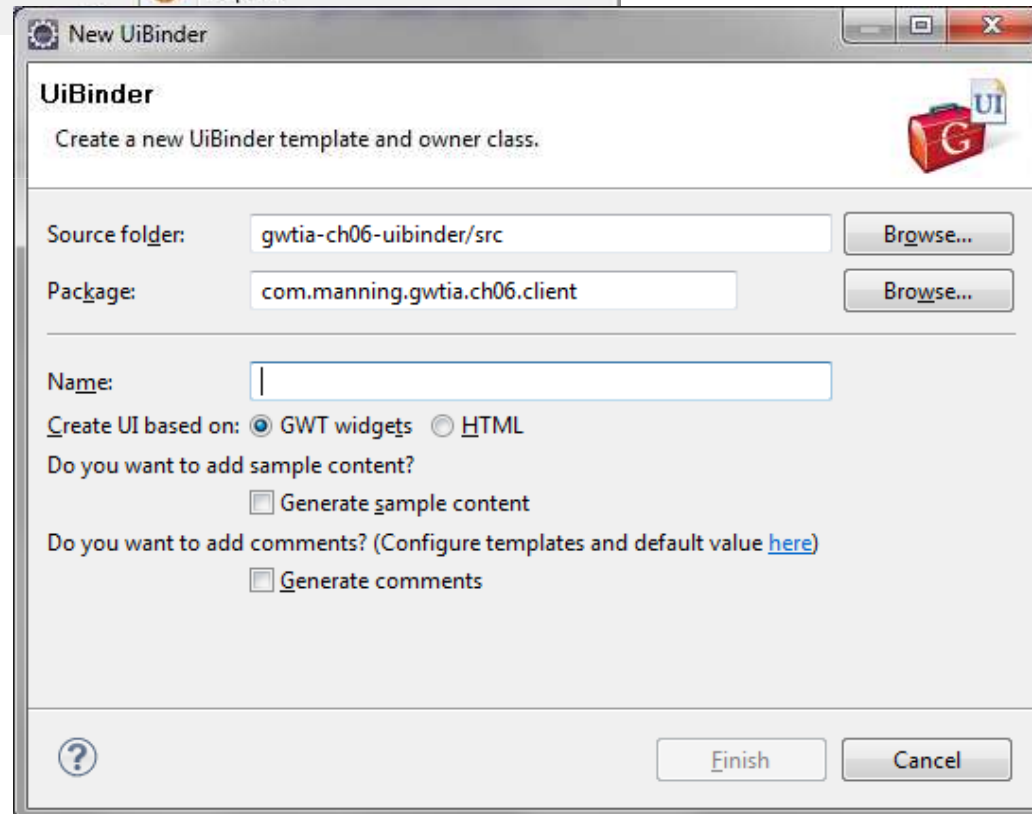 New UiBinder
UiBinder
UI
Create a new UiBinder template and owner class.
G
Source folder: gwtia-ch06-uibinder/src Browse...
Package: com.manning.gwtia.ch06.client Browse...
Name:
Create UI based on: GWT widgets HTML
Do you want to add sample content?
Generate sample content
Do you want to add comments? (Configure templates and default value here)
Generate comments
? Finish Cancel